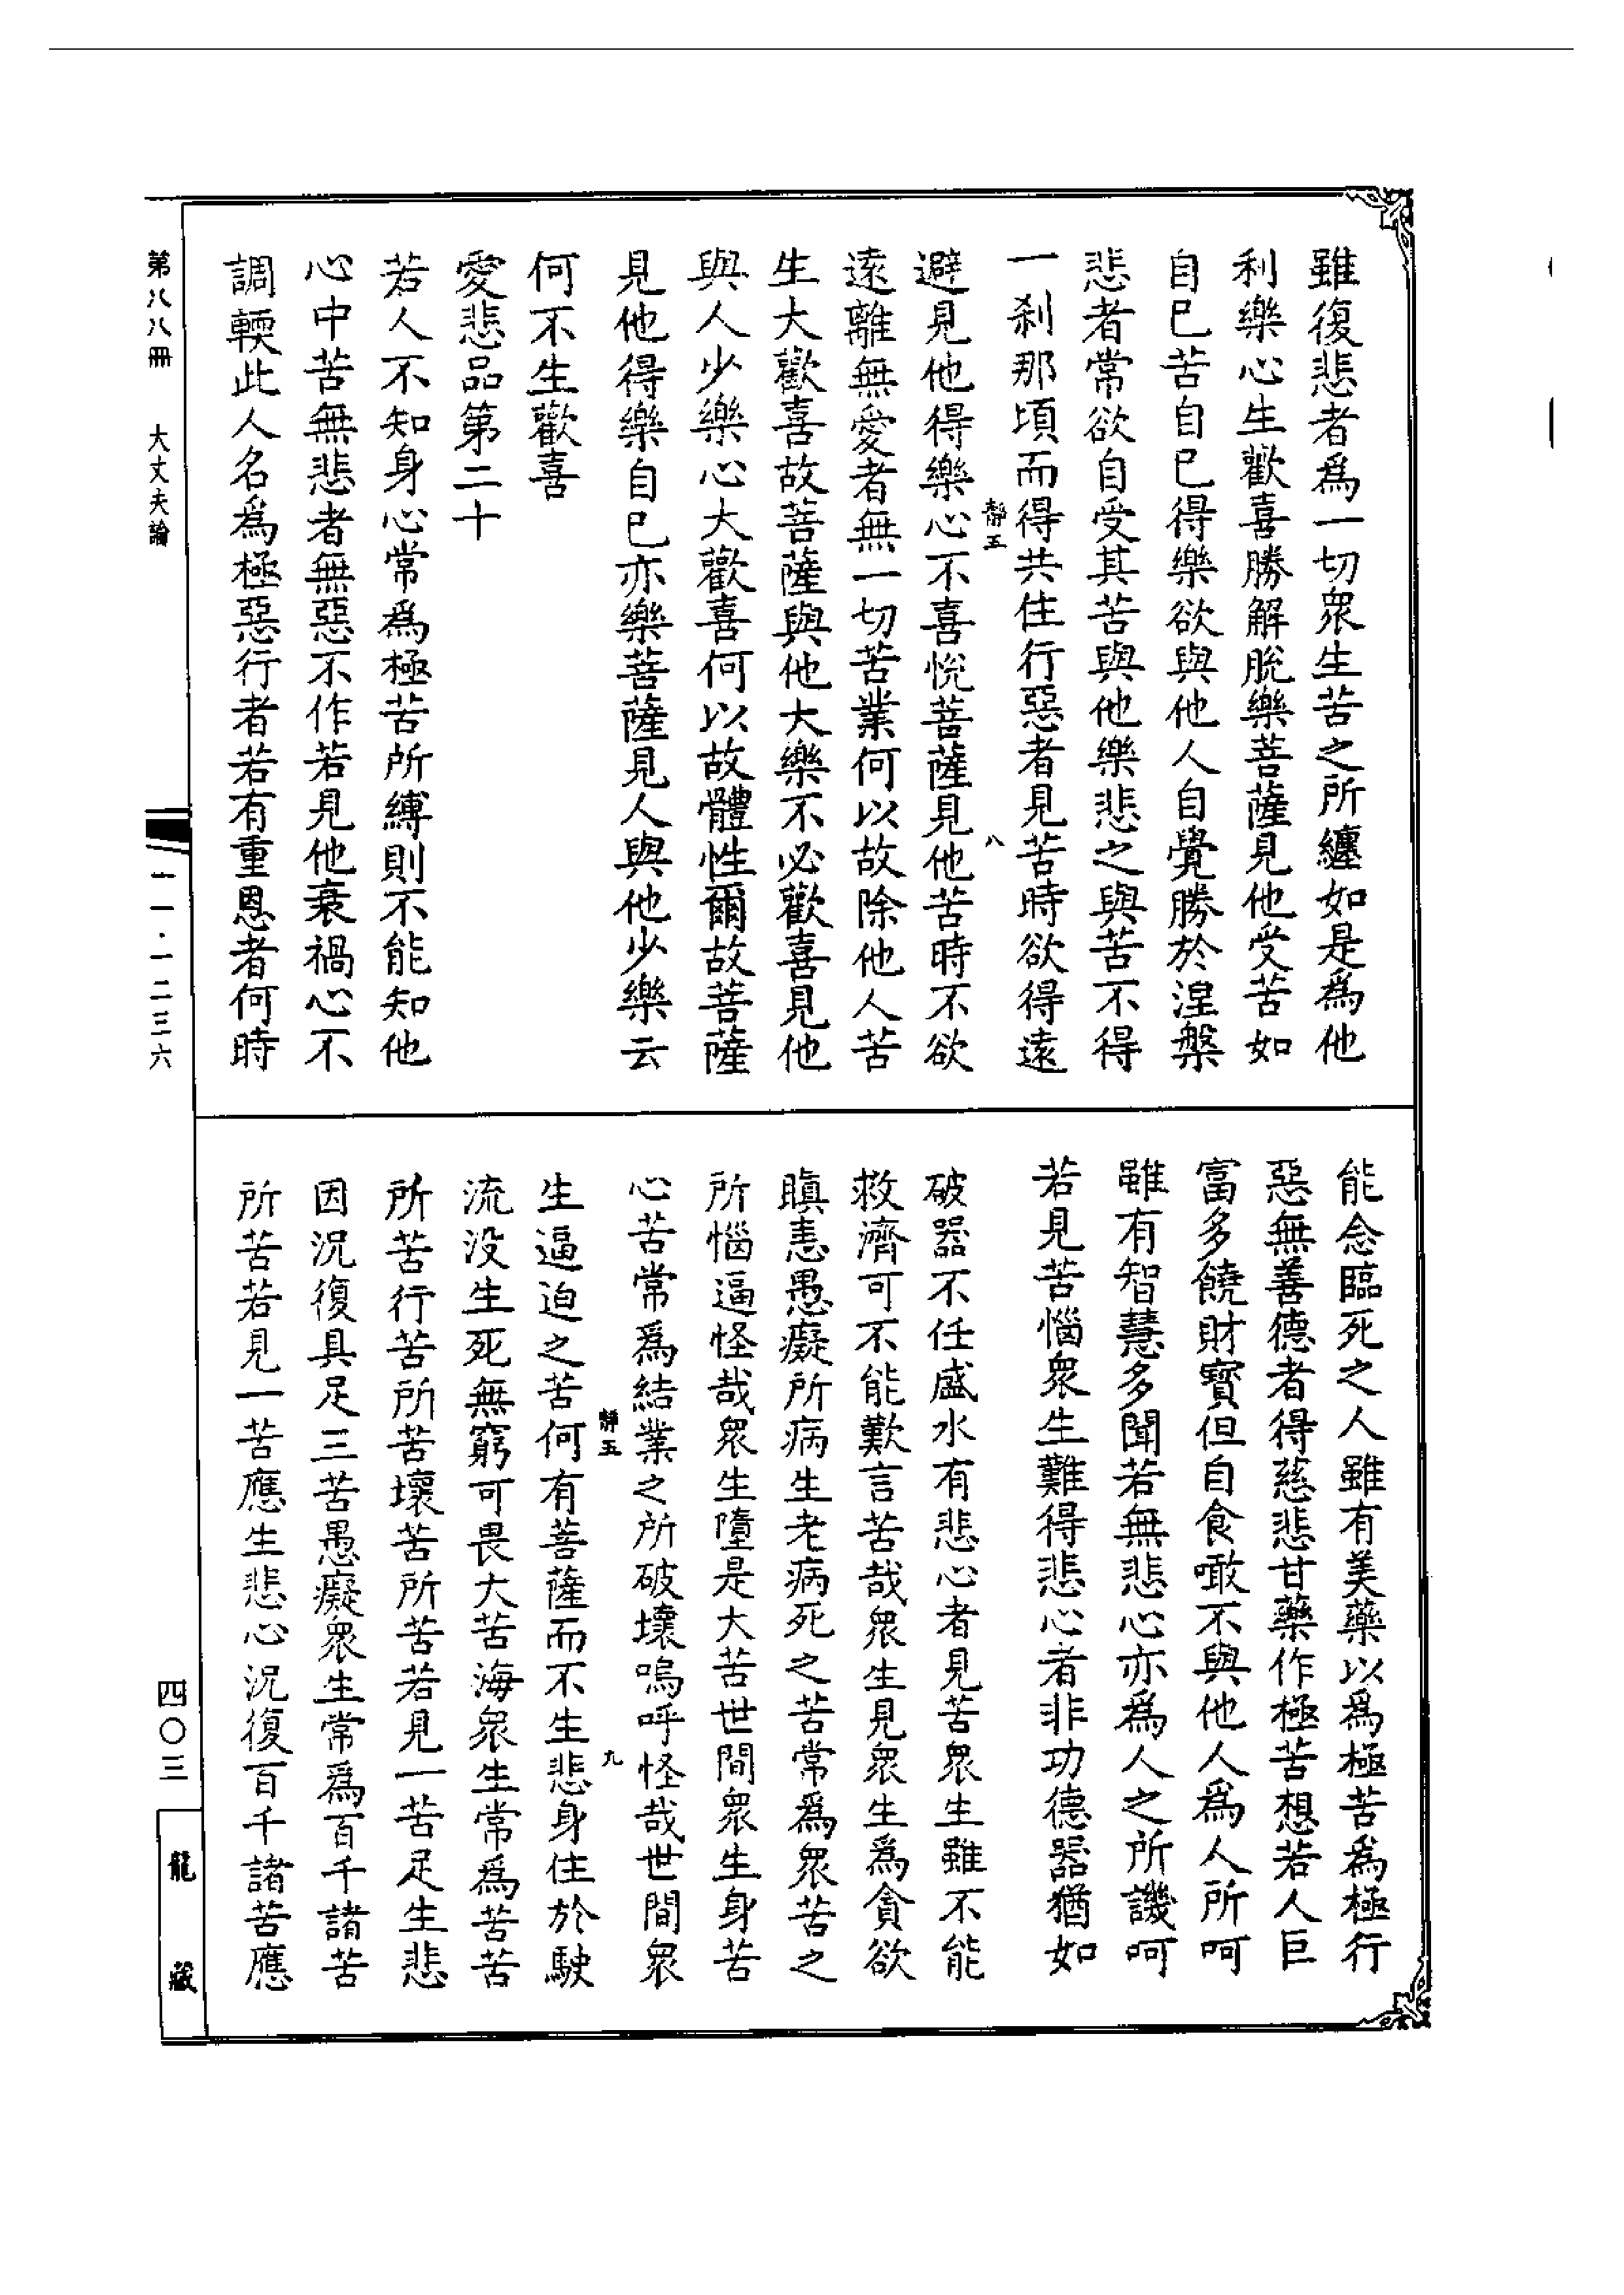 雖復悲者爲一切衆生苦之所纏如是爲他
利樂心生歡喜勝解脫樂菩薩見他受苦如
自巳苦自巳得樂欲與他人自覺勝於涅槃
悲者常欲自受其苦與他樂悲之與苦不得
一刹那頃而得共住行惡者見苦時欲得遠
靜五
八
避見他得樂心不喜悅菩薩見他苦時不欲
遠離無愛者無一切苦業何以故除他人苦
生大歡喜故菩薩與他大樂不必歡喜見他
與人少樂心大歡喜何以故體性爾故菩薩
見他得樂自巳亦樂菩薩見人與他少樂云
何不生歡喜
愛悲品第二十
若人不知身心常爲極苦所縛則不能知他
心中苦無悲者無惡不作若見他衰禍心不
調輭此人名爲極惡行者若有重恩者何時
能念臨死之人雖有美藥以爲極苦爲極行
惡無善德者得慈悲甘藥作極苦想若人巨
富多饒財寶但自食噉不與他人爲人所呵
雖有智慧多聞若無悲心亦爲人之所譏呵
若見苦惱衆生難得悲心者非功德器猶如
破器不任盛水有悲心者見苦衆生雖不能
救濟可不能歎言苦哉衆生見衆生爲貪欲
瞋恚愚癡所病生老病死之苦常爲衆苦之
所惱逼怪哉衆生墮是大苦世間衆生身苦
心苦常爲結業之所破壞嗚呼怪哉世間衆
靜五
九
生逼迫之苦何有菩薩而不生悲身住於駛
流没生死無窮可畏大苦海衆生常爲苦苦
所苦行苦所苦壞苦所苦若見一苦足生悲
因況復具足三苦愚癡衆生常爲百千諸苦
所苦若見一苦應生悲心況復百千諸苦應
第八八冊　大丈夫論
一一一·一二三六
四〇三
龍藏